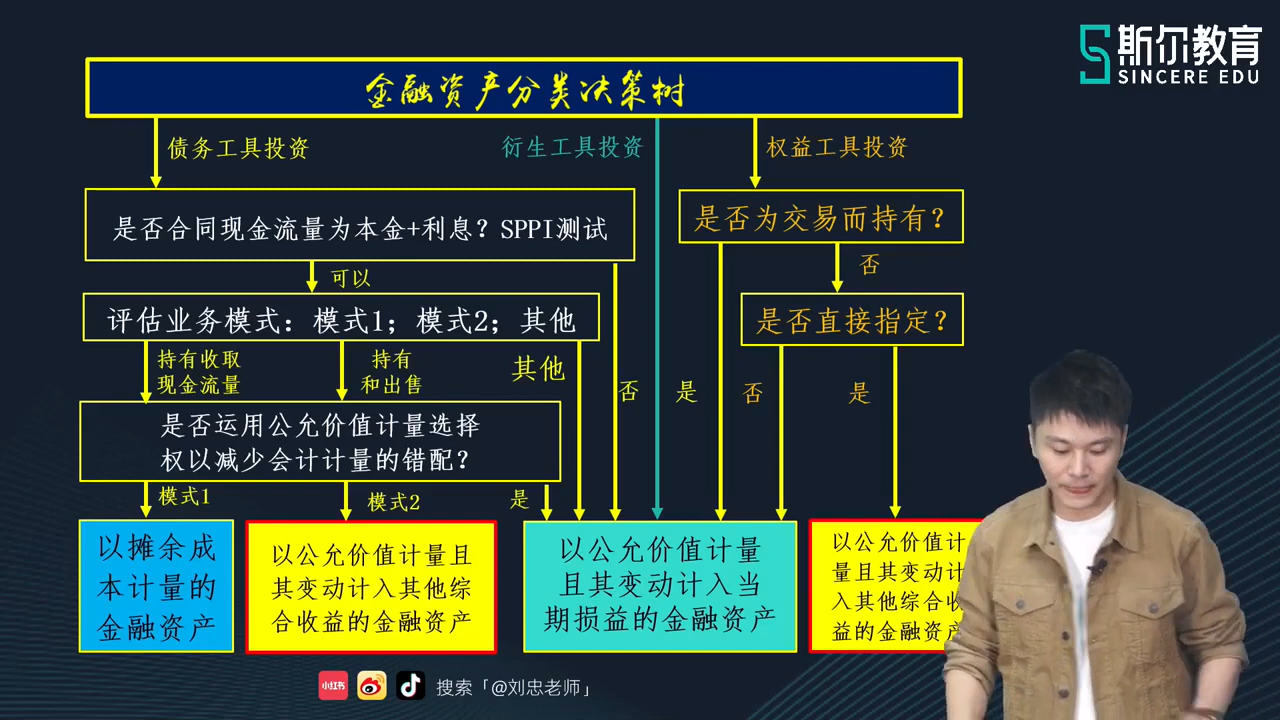 斯尔教育
SINCERE EDU
金融资产分类决策树
债务工具投资
衍生工具投资
权益工具投资
是否合同现金流量为本金+利息？SPPI测试
是否为交易而持有？
可以
否
评估业务模式：模式1；模式2；其他
是否直接指定？
持有收取
现金流量
持有
和出售
其他
否
是
否
是
是否运用公允价值计量选择
权以减少会计计量的错配？
模式1
模式2
是
以摊余成
本计量的
金融资产
以公允价值计量且
其变动计入其他综
合收益的金融资产
以公允价值计量
且其变动计入当
期损益的金融资产
以公允价值计
量且其变动计
入其他综合收
益的金融资产
小红书
搜索「@刘忠老师」